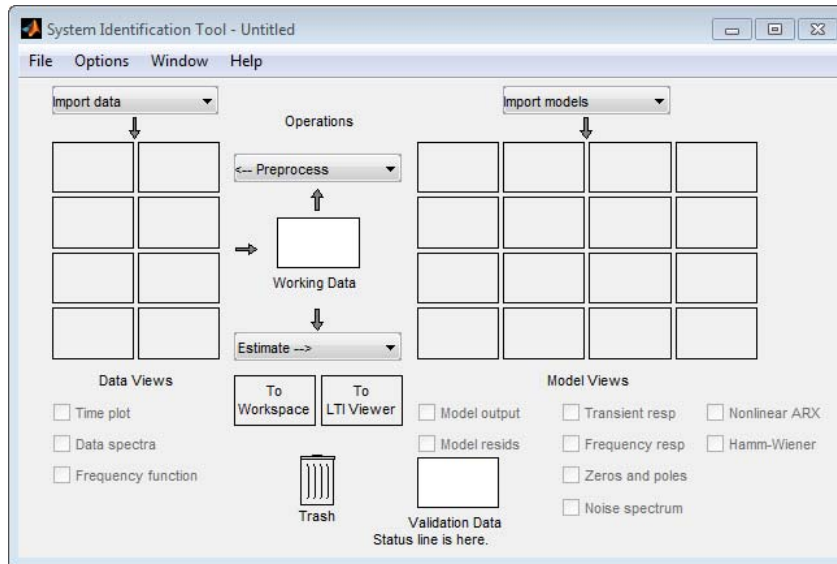 System Identification Tool - Untitled
File Options Window Help
Import data
Import models
Operations
<-- Preprocess
Working Data
Estimate -->
Data Views
Model Views
To
Workspace
To
LTI Viewer
Time plot
Data spectra
Frequency function
Model output
Transient resp
Nonlinear ARX
Model resids
Frequency resp
Hamm-Wiener
Zeros and poles
Noise spectrum
Trash
Validation Data
Status line is here.